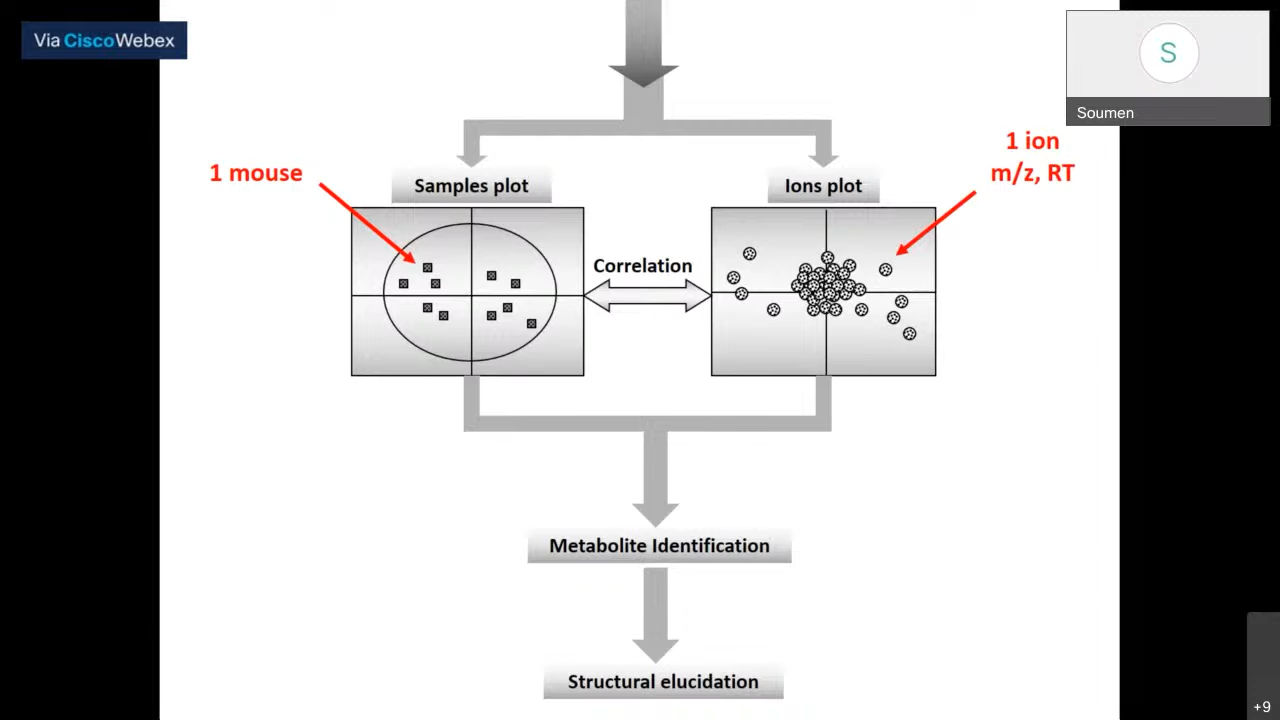 Via CiscoWebex
S
Soumen
1 mouse
1 ion
m/z, RT
Samples plot
Ions plot
Correlation
Metabolite Identification
Structural elucidation
+9